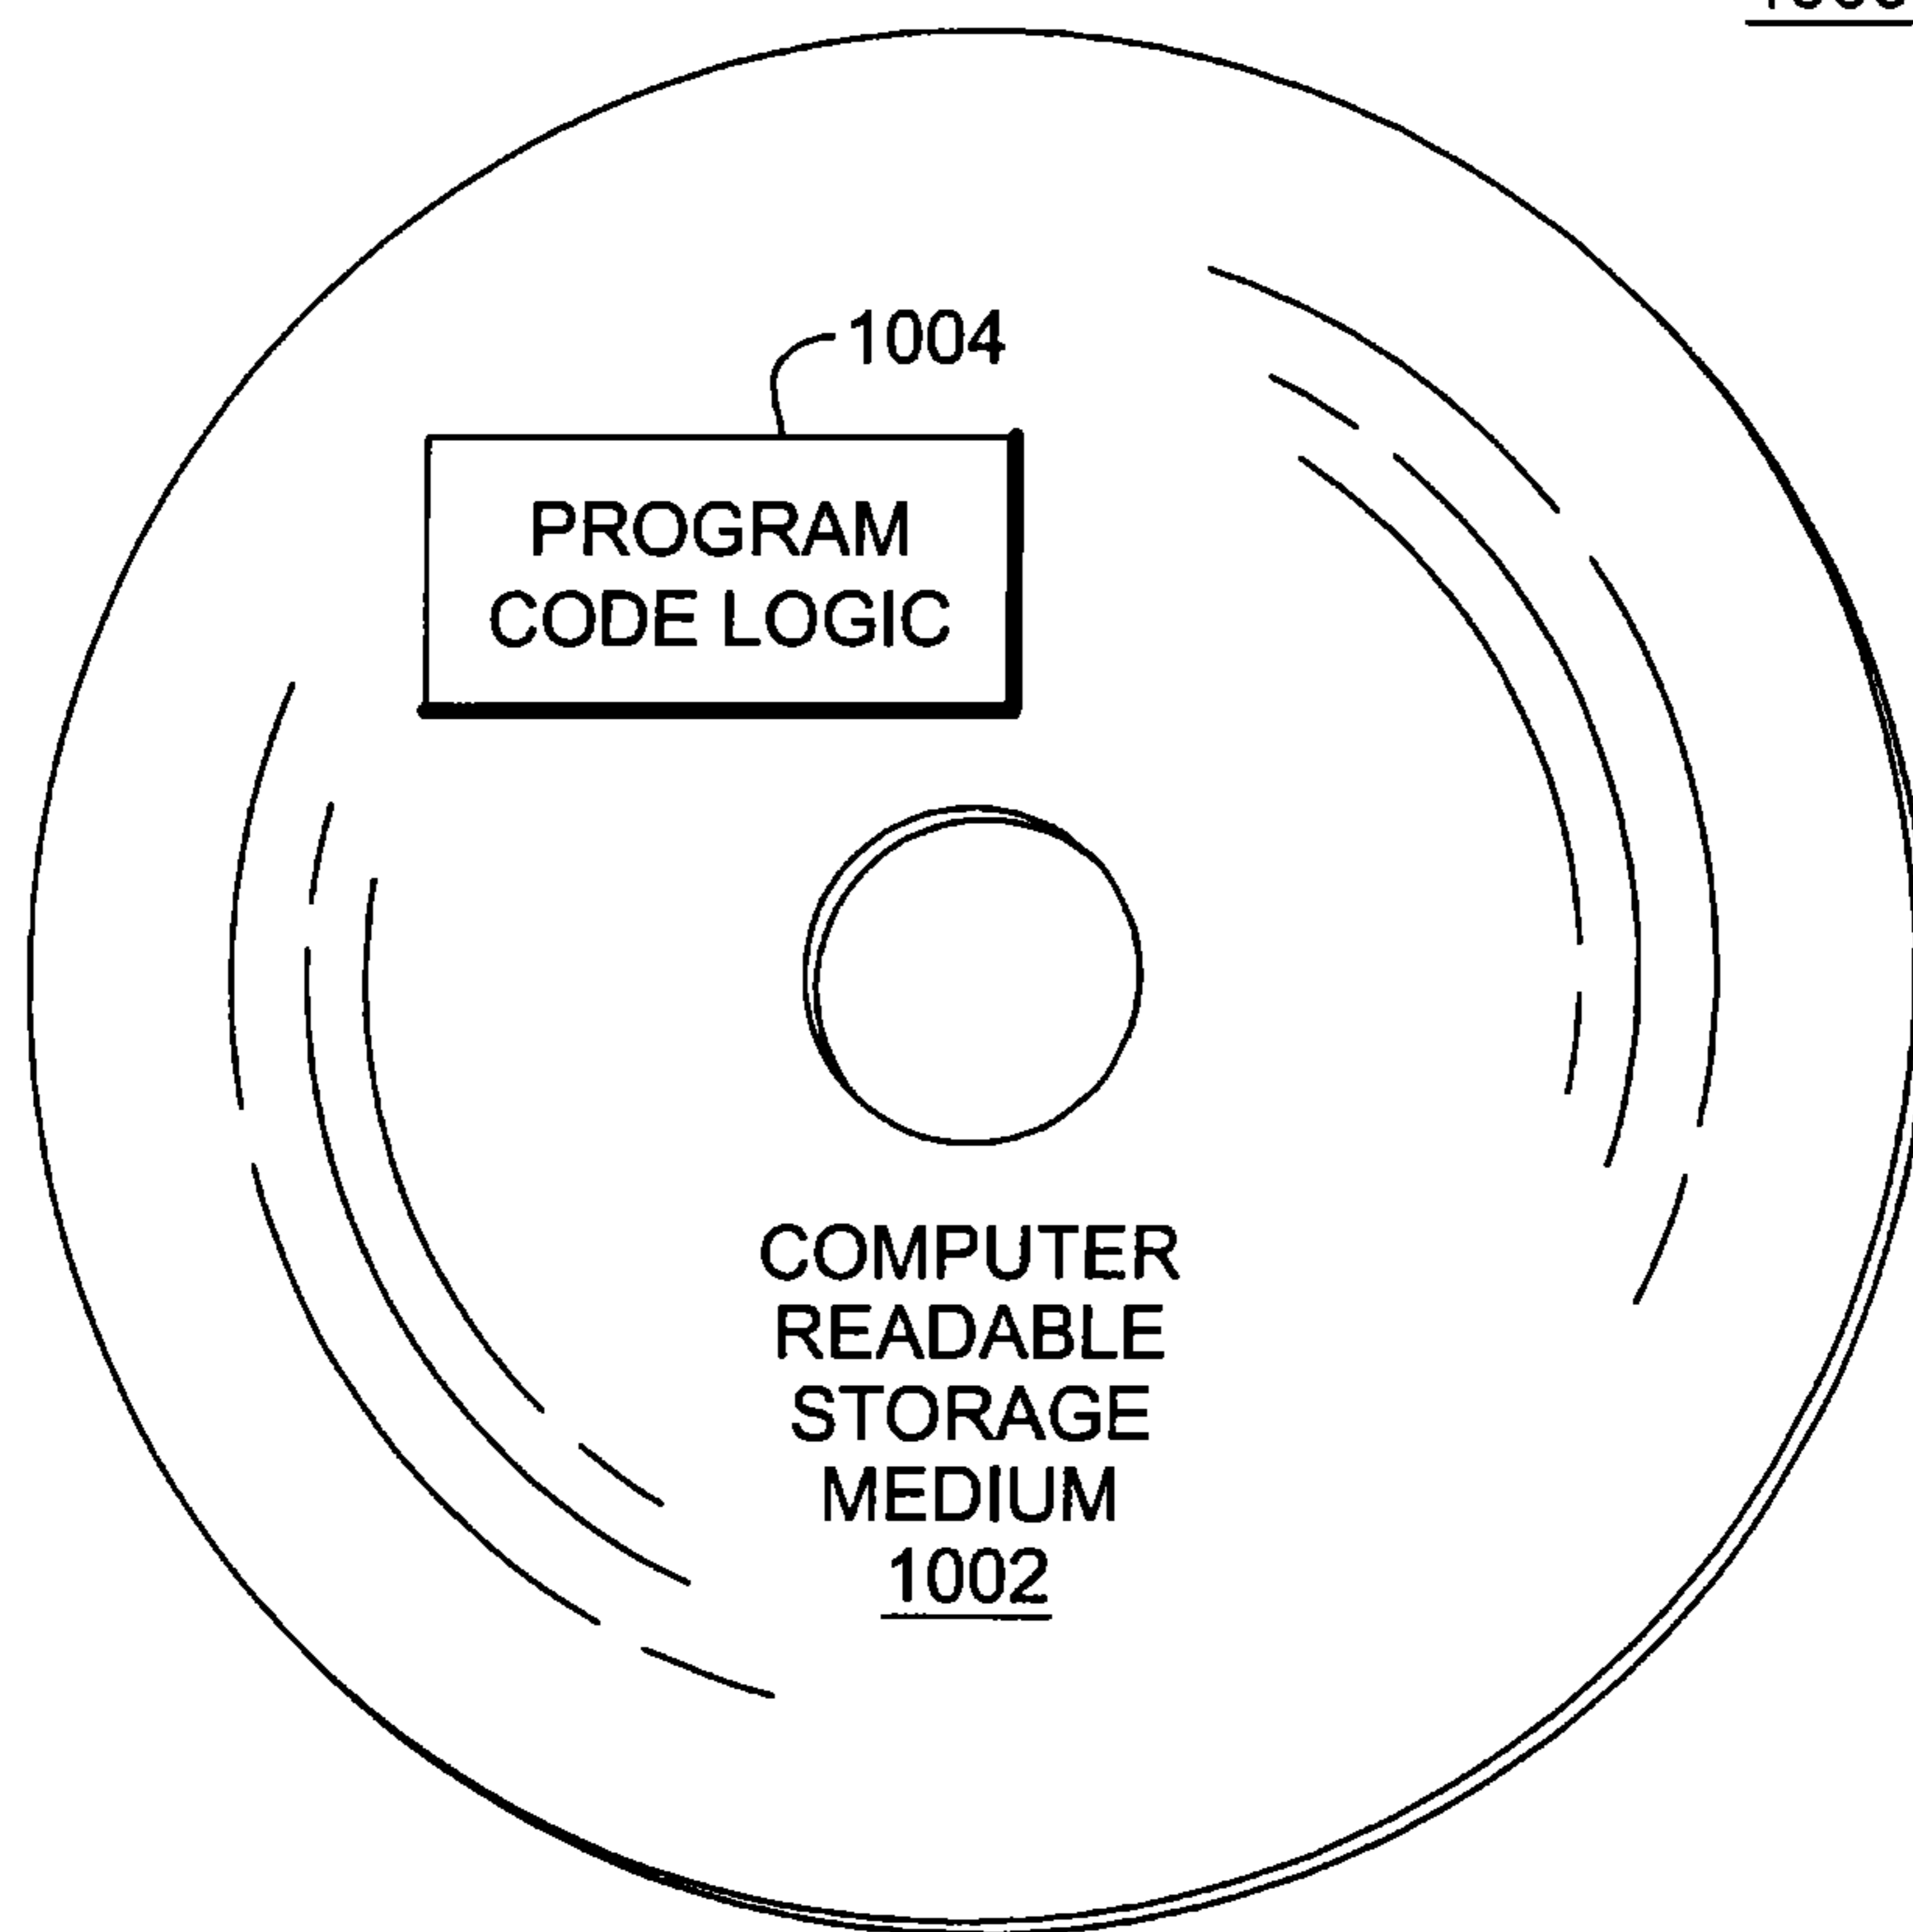 1004
PROGRAM
CODE LOGIC
COMPUTER
READABLE
STORAGE
MEDIUM
1002